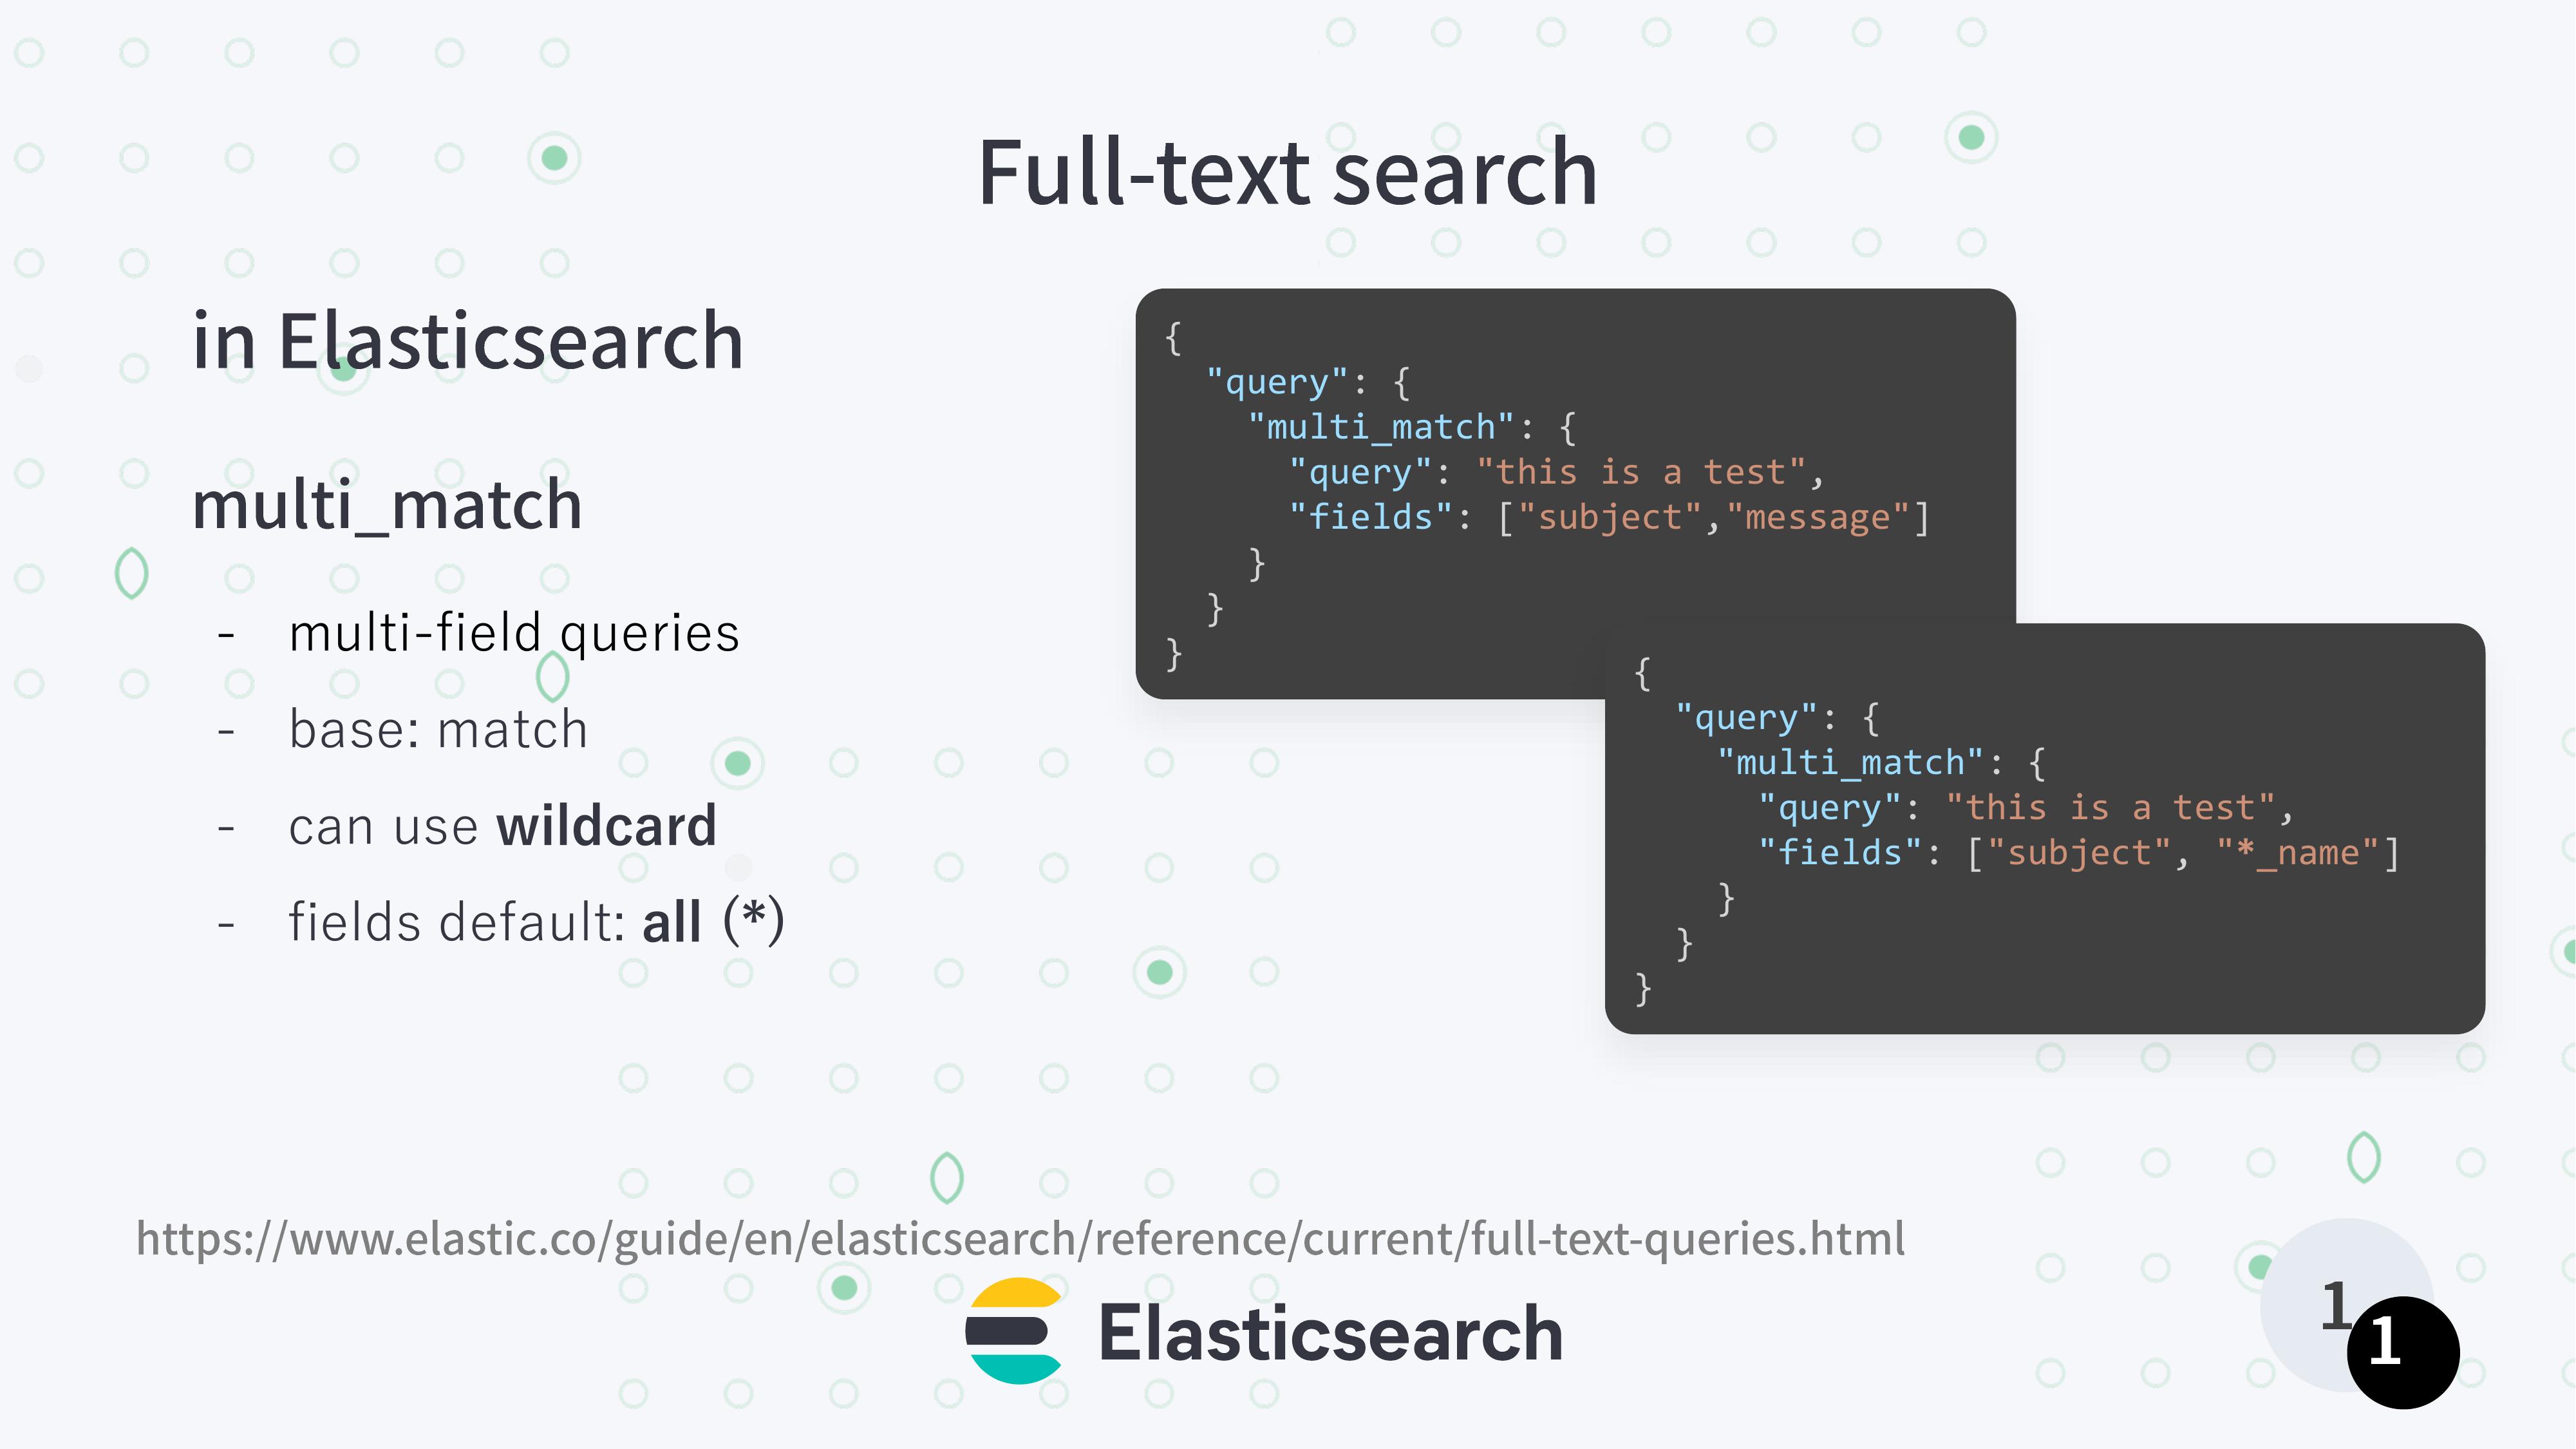 Full-text search
in Elasticsearch
multi_match
- multi-field queries
- base: match
- can use wildcard
- fields default: all (*)
{
  "query": {
    "multi_match": {
      "query": "this is a test",
      "fields": ["subject","message"]
    }
  }
}
{
  "query": {
    "multi_match": {
      "query": "this is a test",
      "fields": ["subject", "*_name"]
    }
  }
}
https://www.elastic.co/guide/en/elasticsearch/reference/current/full-text-queries.html
Elasticsearch
1
1